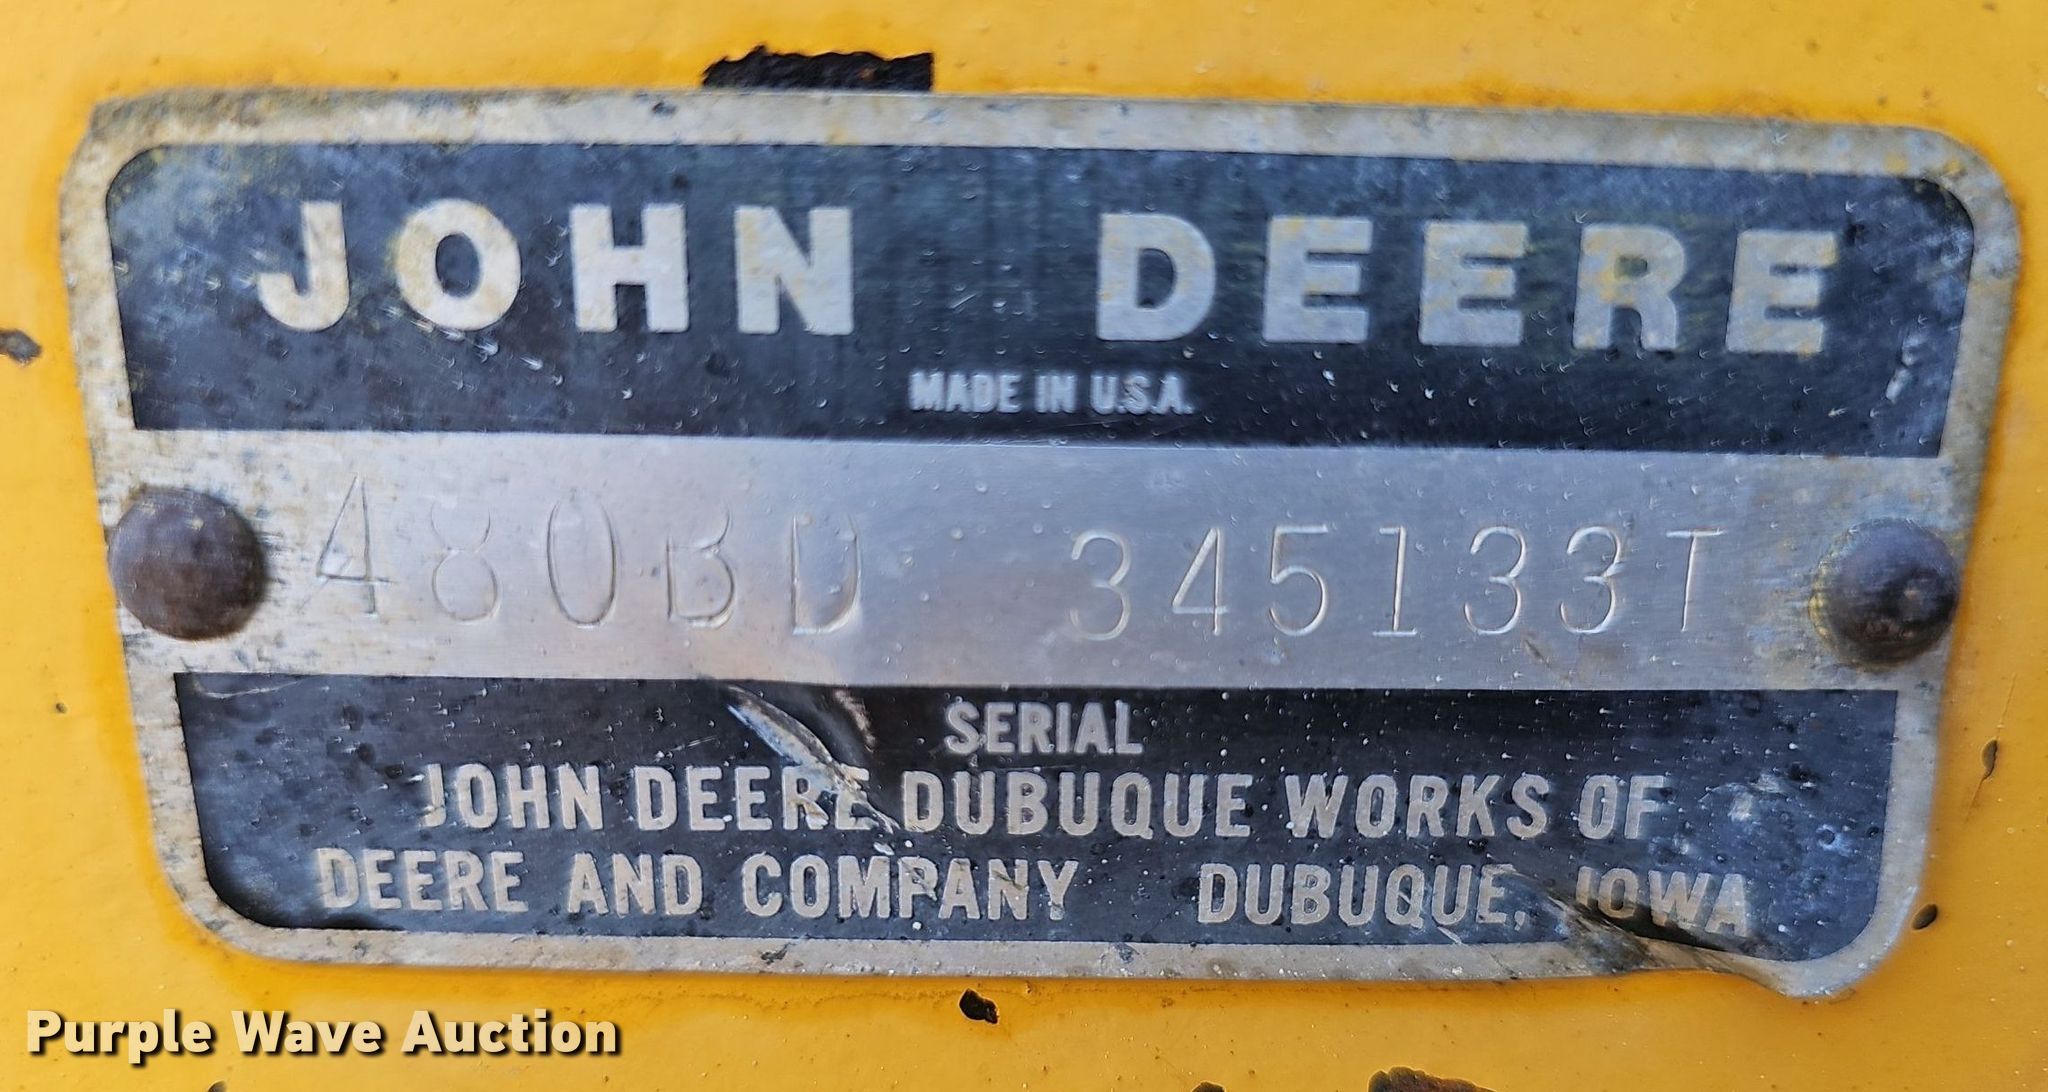 JOHN DEERE
MADE IN U.S.A.
480BD 345133T
SERIAL
JOHN DEERE DUBUQUE WORKS OF
DEERE AND COMPANY DUBUQUE, IOWA
Purple Wave Auction